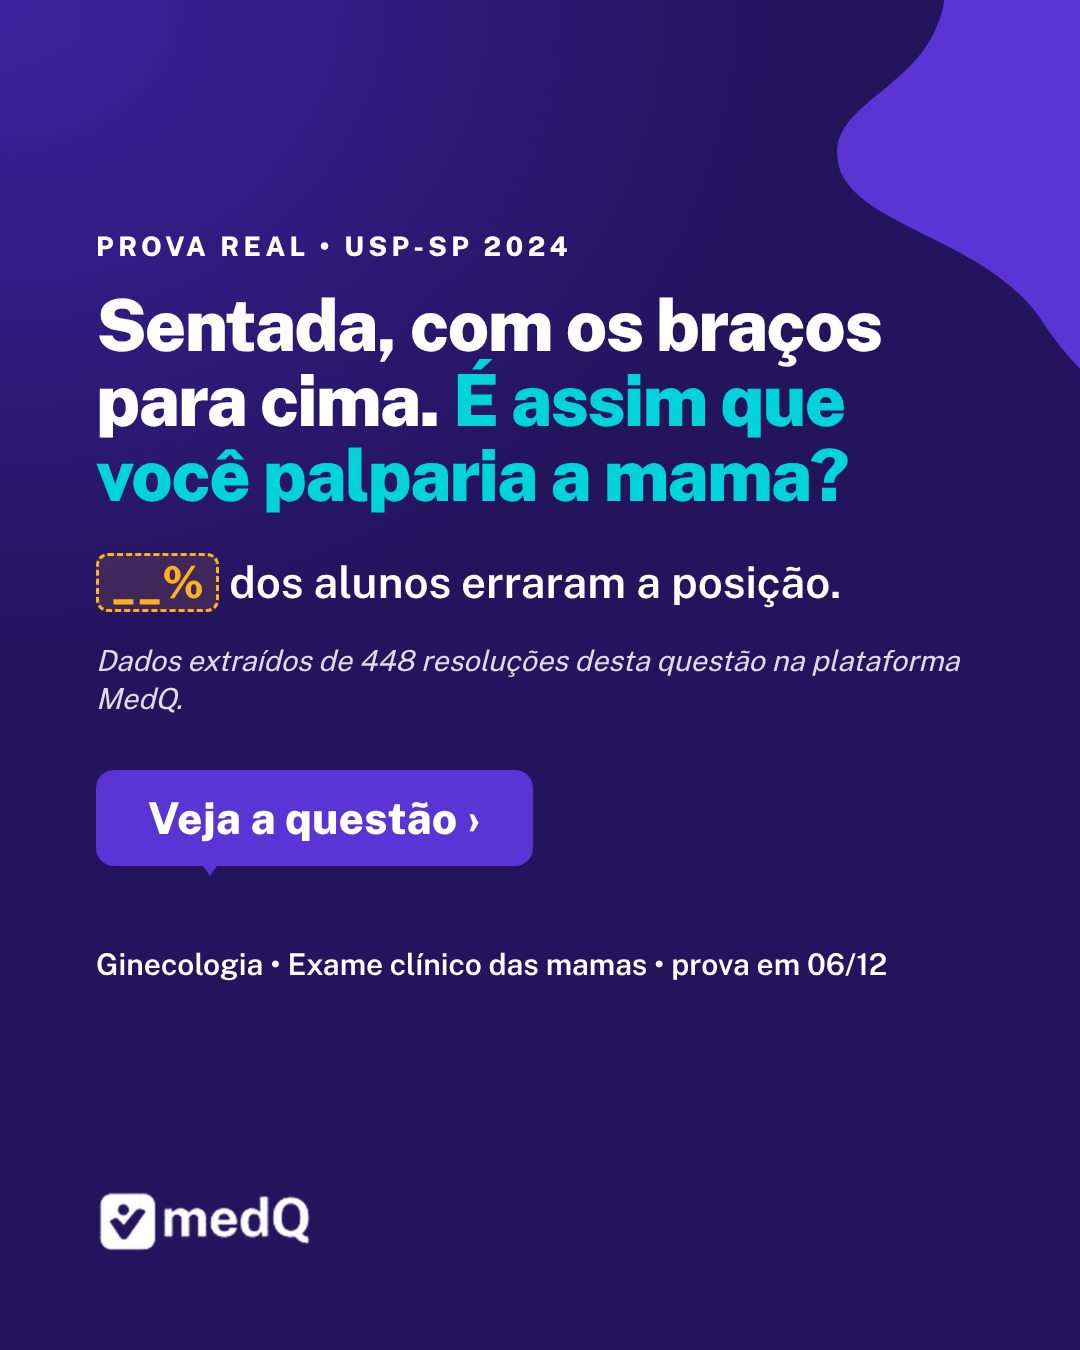 PROVA REAL • USP-SP 2024
Sentada, com os braços
para cima. É assim que
você palparia a mama?
__% dos alunos erraram a posição.
Dados extraídos de 448 resoluções desta questão na plataforma
MedQ.
Veja a questão ›
Ginecologia • Exame clínico das mamas • prova em 06/12
medQ